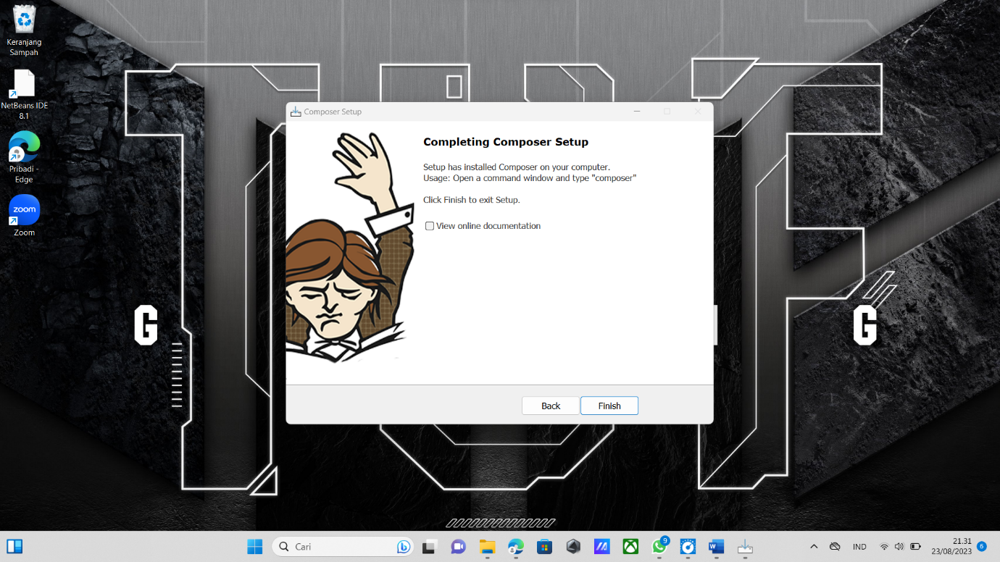 Keranjang
Sampah
NetBeans IDE
8.1
Pribadi -
Edge
zoom
Zoom
Composer Setup
Completing Composer Setup
Setup has installed Composer on your computer.
Usage: Open a command window and type "composer"
Click Finish to exit Setup.
View online documentation
Back
Finish
G
G
Cari
9
W
IND
21.31
23/08/2023
6